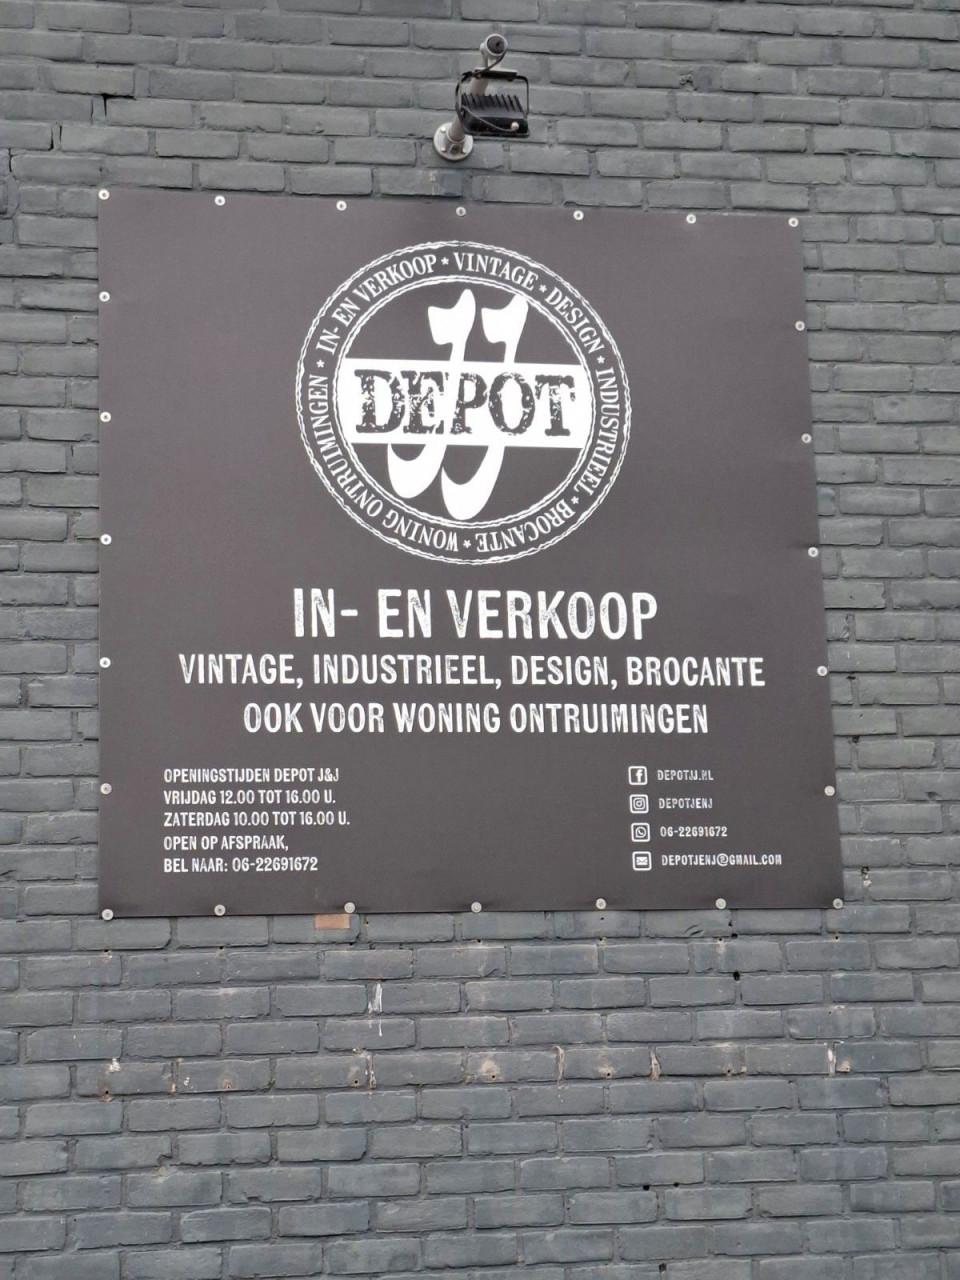 IN- EN VERKOOP * VINTAGE * DESIGN * INDUSTRIEEL * BROCANTE * WONING ONTRUIMINGEN *
JJ
DEPOT
IN- EN VERKOOP
VINTAGE, INDUSTRIEEL, DESIGN, BROCANTE
OOK VOOR WONING ONTRUIMINGEN
OPENINGSTIJDEN DEPOT J&J
VRIJDAG 12.00 TOT 16.00 U.
ZATERDAG 10.00 TOT 16.00 U.
OPEN OP AFSPRAAK,
BEL NAAR: 06-22691672
DEPOTJJ.NL
DEPOTJENJ
06-22691672
DEPOTJENJ@GMAIL.COM